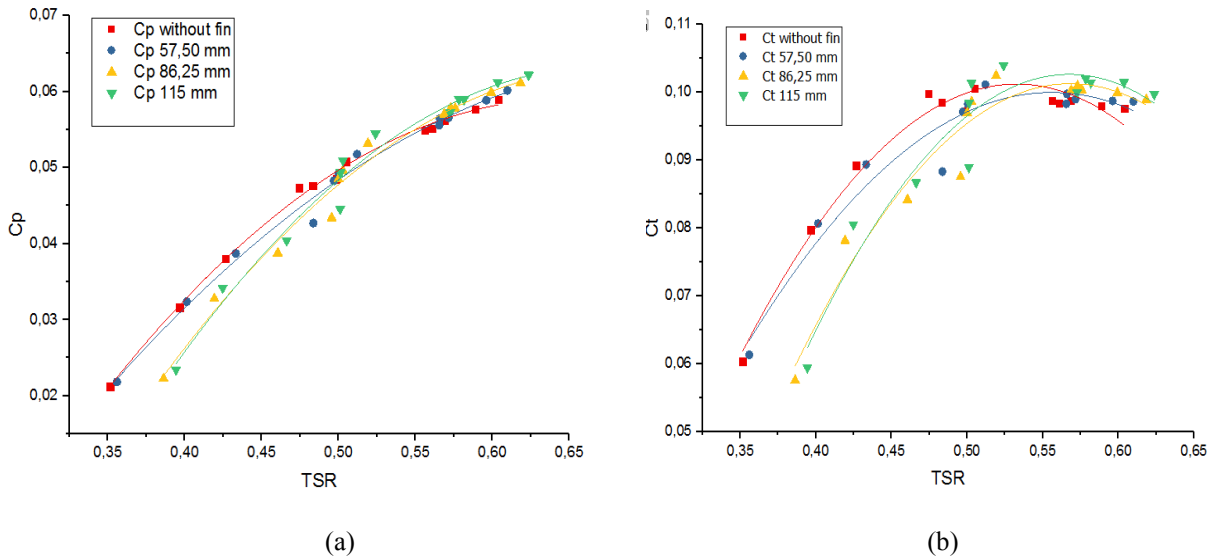 0,07
0,06
0,05
0,04
0,03
0,02
Cp
Cp without fin
Cp 57,50 mm
Cp 86,25 mm
Cp 115 mm
0,35 0,40 0,45 0,50 0,55 0,60 0,65
TSR
(a)
0,11
0,10
0,09
0,08
0,07
0,06
0,05
Ct
Ct without fin
Ct 57,50 mm
Ct 86,25 mm
Ct 115 mm
0,35 0,40 0,45 0,50 0,55 0,60 0,65
TSR
(b)